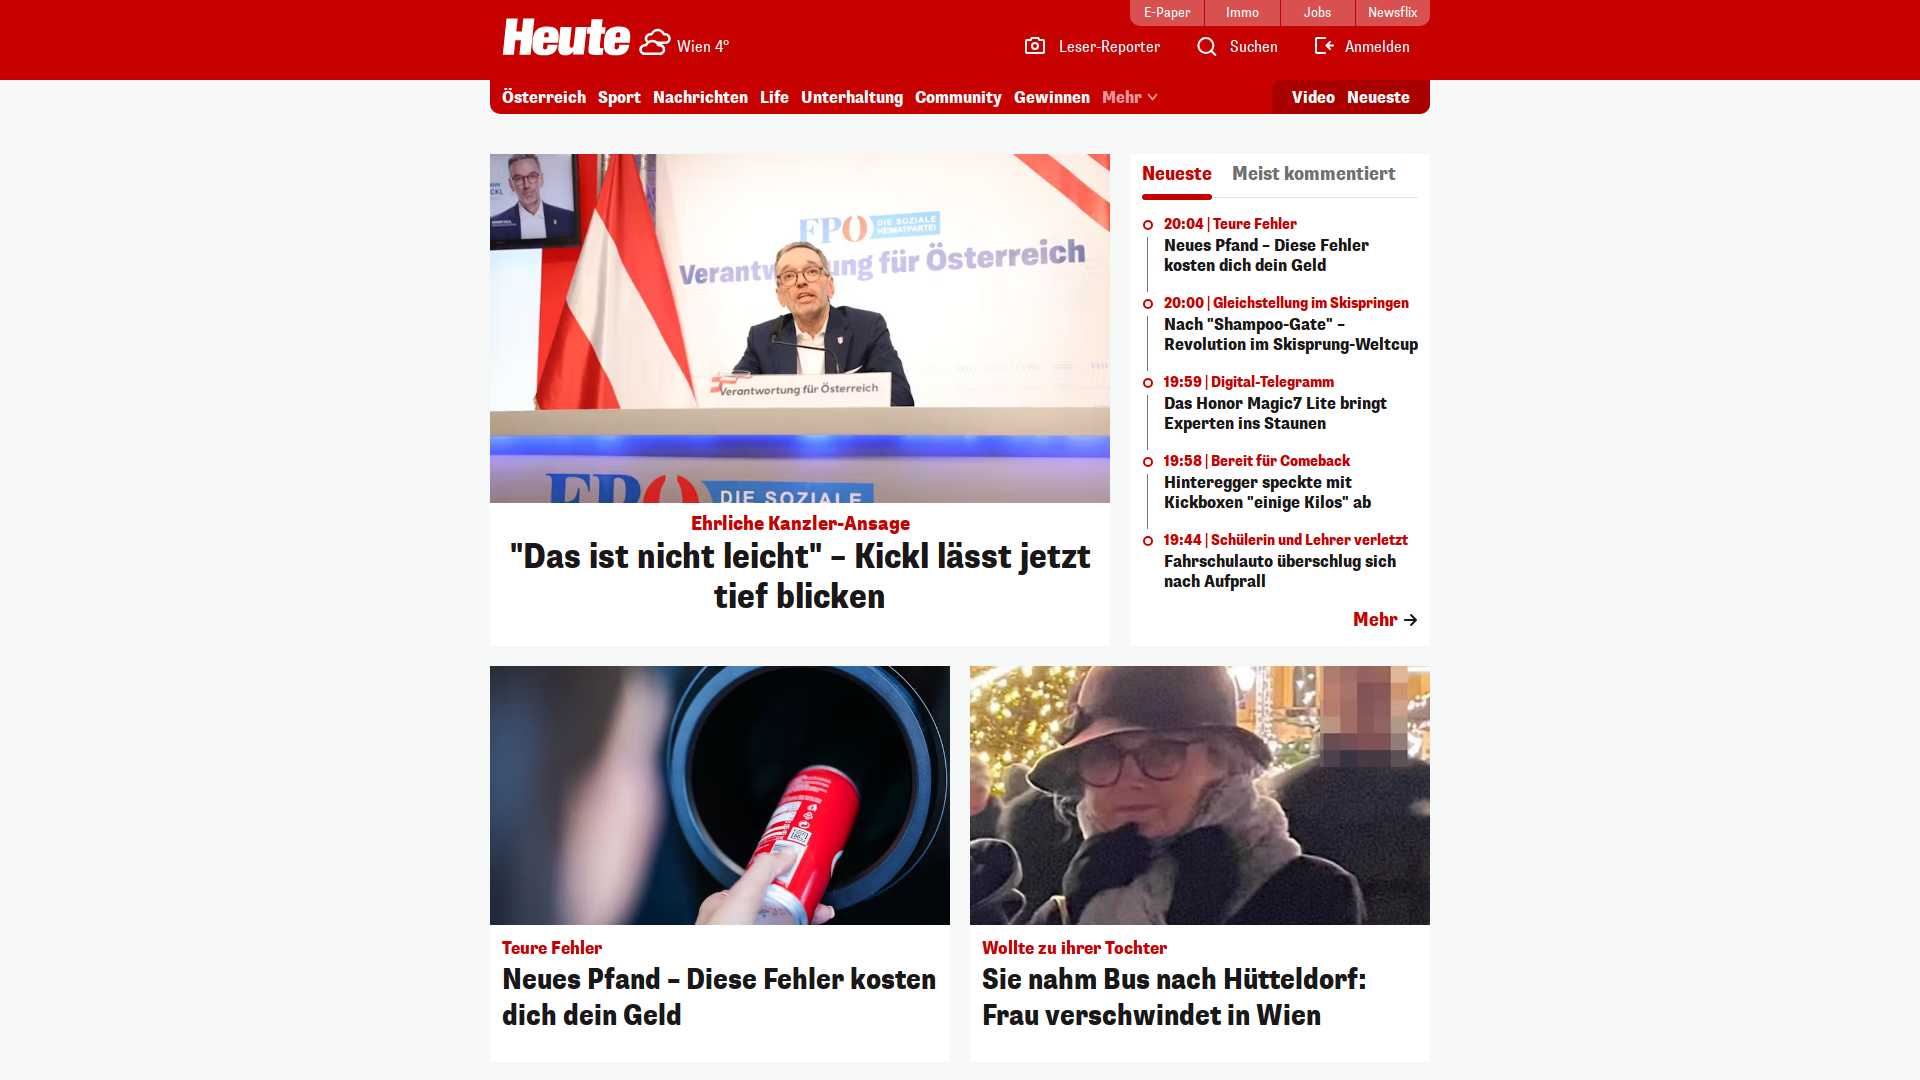 E-Paper
Immo
Jobs
Newsflix
Heute
Wien 4°
Leser-Reporter
Suchen
Anmelden
Österreich
Sport
Nachrichten
Life
Unterhaltung
Community
Gewinnen
Mehr
Video
Neueste
FPÖ DIE SOZIALE HEIMATPARTEI
Verantwortung für Österreich
Verantwortung für Österreich
DIE SOZIALE
Ehrliche Kanzler-Ansage
"Das ist nicht leicht" – Kickl lässt jetzt
tief blicken
Neueste
Meist kommentiert
20:04 | Teure Fehler
Neues Pfand – Diese Fehler
kosten dich dein Geld
20:00 | Gleichstellung im Skispringen
Nach "Shampoo-Gate" –
Revolution im Skisprung-Weltcup
19:59 | Digital-Telegramm
Das Honor Magic7 Lite bringt
Experten ins Staunen
19:58 | Bereit für Comeback
Hinteregger speckte mit
Kickboxen "einige Kilos" ab
19:44 | Schülerin und Lehrer verletzt
Fahrschulauto überschlug sich
nach Aufprall
Mehr
Teure Fehler
Neues Pfand – Diese Fehler kosten
dich dein Geld
Wollte zu ihrer Tochter
Sie nahm Bus nach Hütteldorf:
Frau verschwindet in Wien